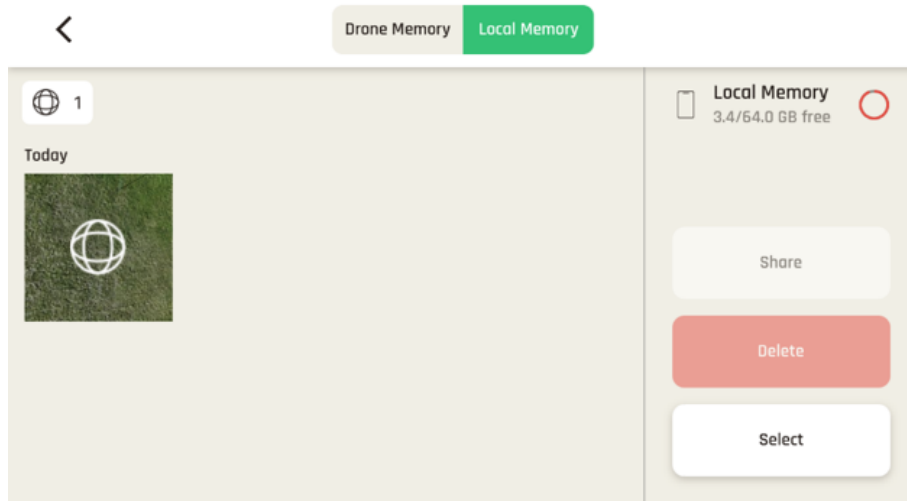 Drone Memory
Local Memory
1
Today
Local Memory
3.4/64.0 GB free
Share
Delete
Select